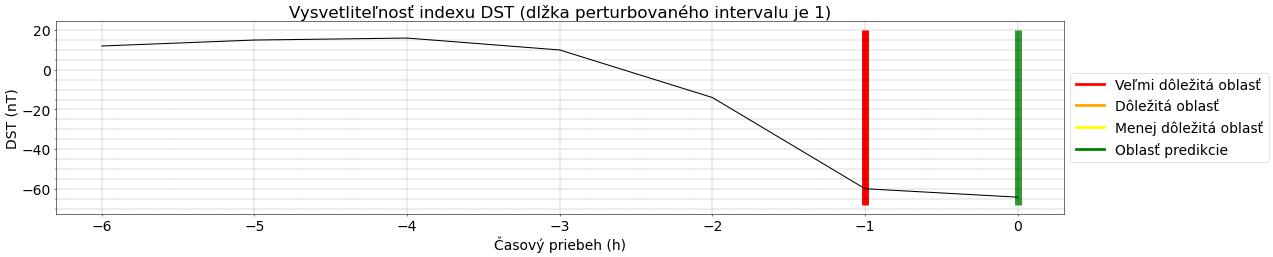 Vysvetliteľnosť indexu DST (dĺžka perturbovaného intervalu je 1)
DST (nT)
20
0
−20
−40
−60
−6
−5
−4
−3
−2
−1
0
Časový priebeh (h)
Veľmi dôležitá oblasť
Dôležitá oblasť
Menej dôležitá oblasť
Oblasť predikcie